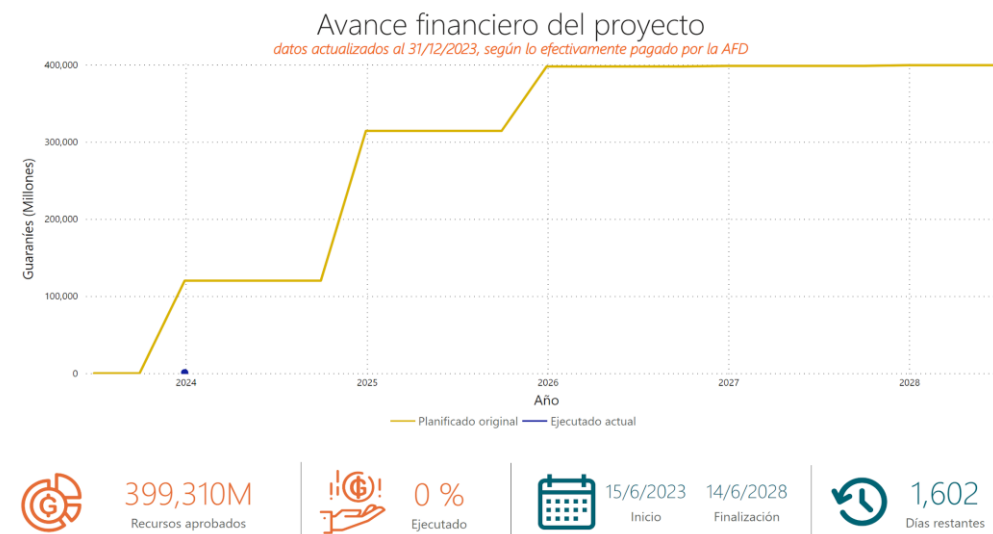 Avance financiero del proyecto
datos actualizados al 31/12/2023, según lo efectivamente pagado por la AFD
400,000
300,000
200,000
100,000
0
Guaraníes (Millones)
2024 2025 2026 2027 2028
Año
Planificado original Ejecutado actual
399,310M
Recursos aprobados
0 %
Ejecutado
15/6/2023 14/6/2028
Inicio Finalización
1,602
Días restantes